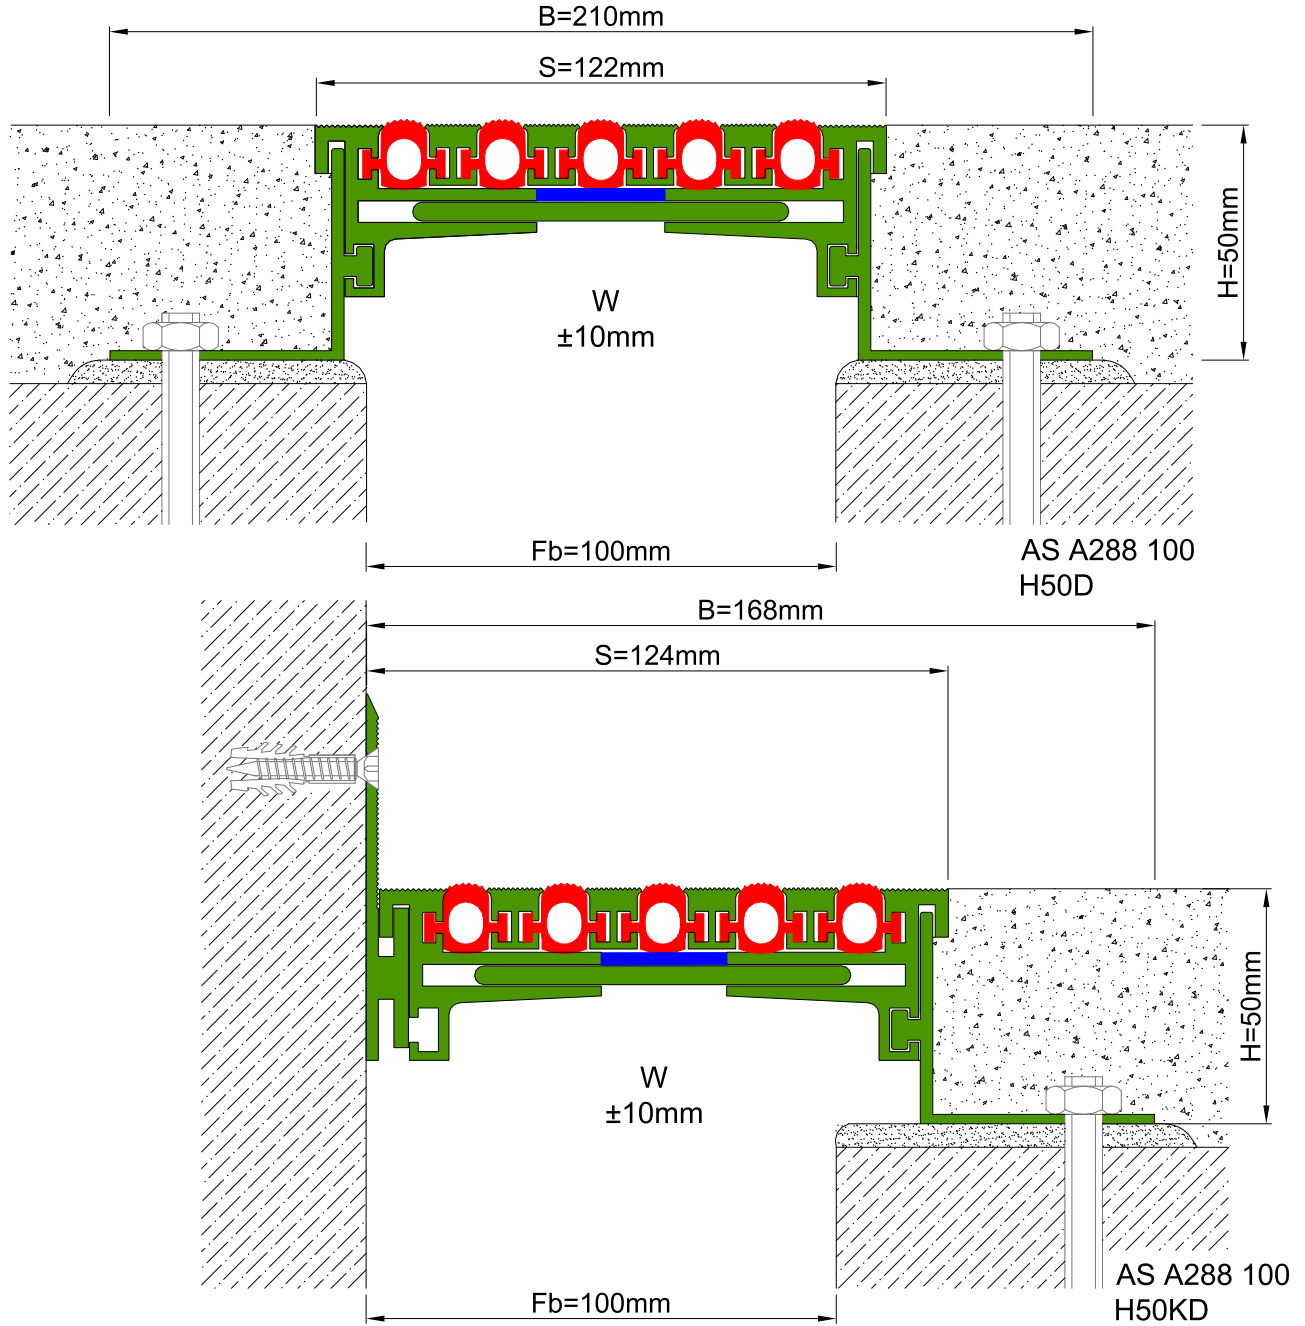 B=210mm
S=122mm
H=50mm
W
±10mm
Fb=100mm
AS A288 100
H50D
B=168mm
S=124mm
H=50mm
W
±10mm
AS A288 100
H50KD
Fb=100mm